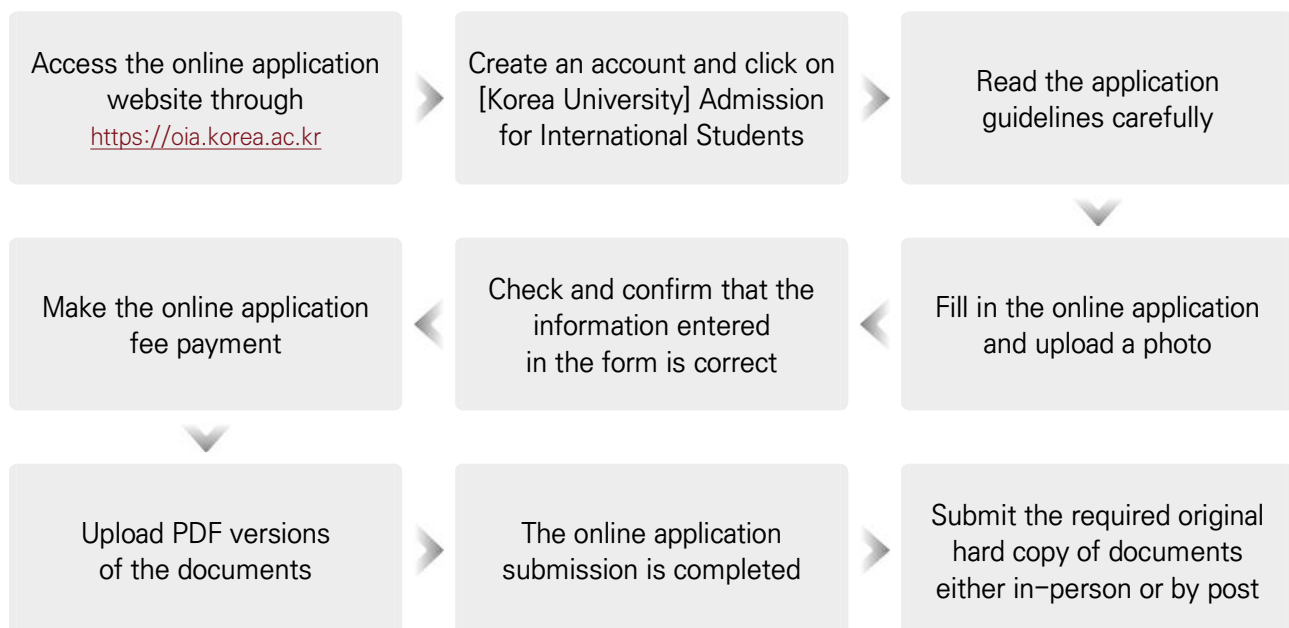 Access the online application
website through
https://oia.korea.ac.kr
Create an account and click on
[Korea University] Admission
for International Students
Read the application
guidelines carefully
Fill in the online application
and upload a photo
Check and confirm that the
information entered
in the form is correct
Make the online application
fee payment
Upload PDF versions
of the documents
The online application
submission is completed
Submit the required original
hard copy of documents
either in-person or by post